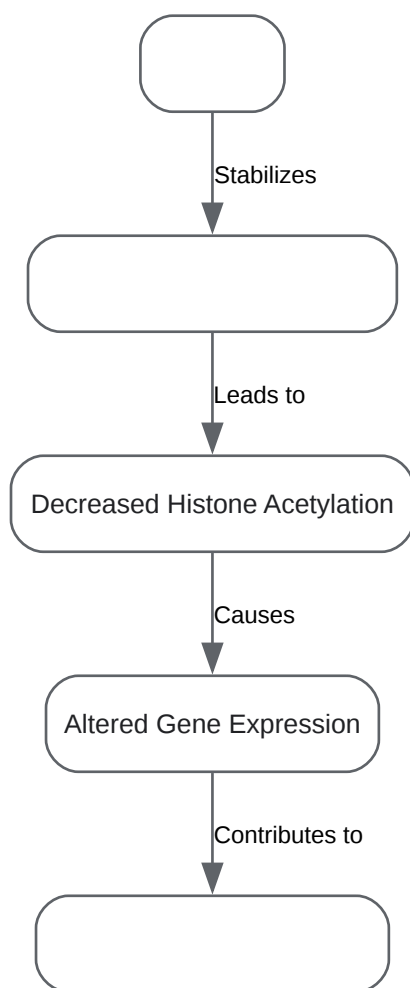 Stabilizes
Leads to
Decreased Histone Acetylation
Causes
Altered Gene Expression
Contributes to